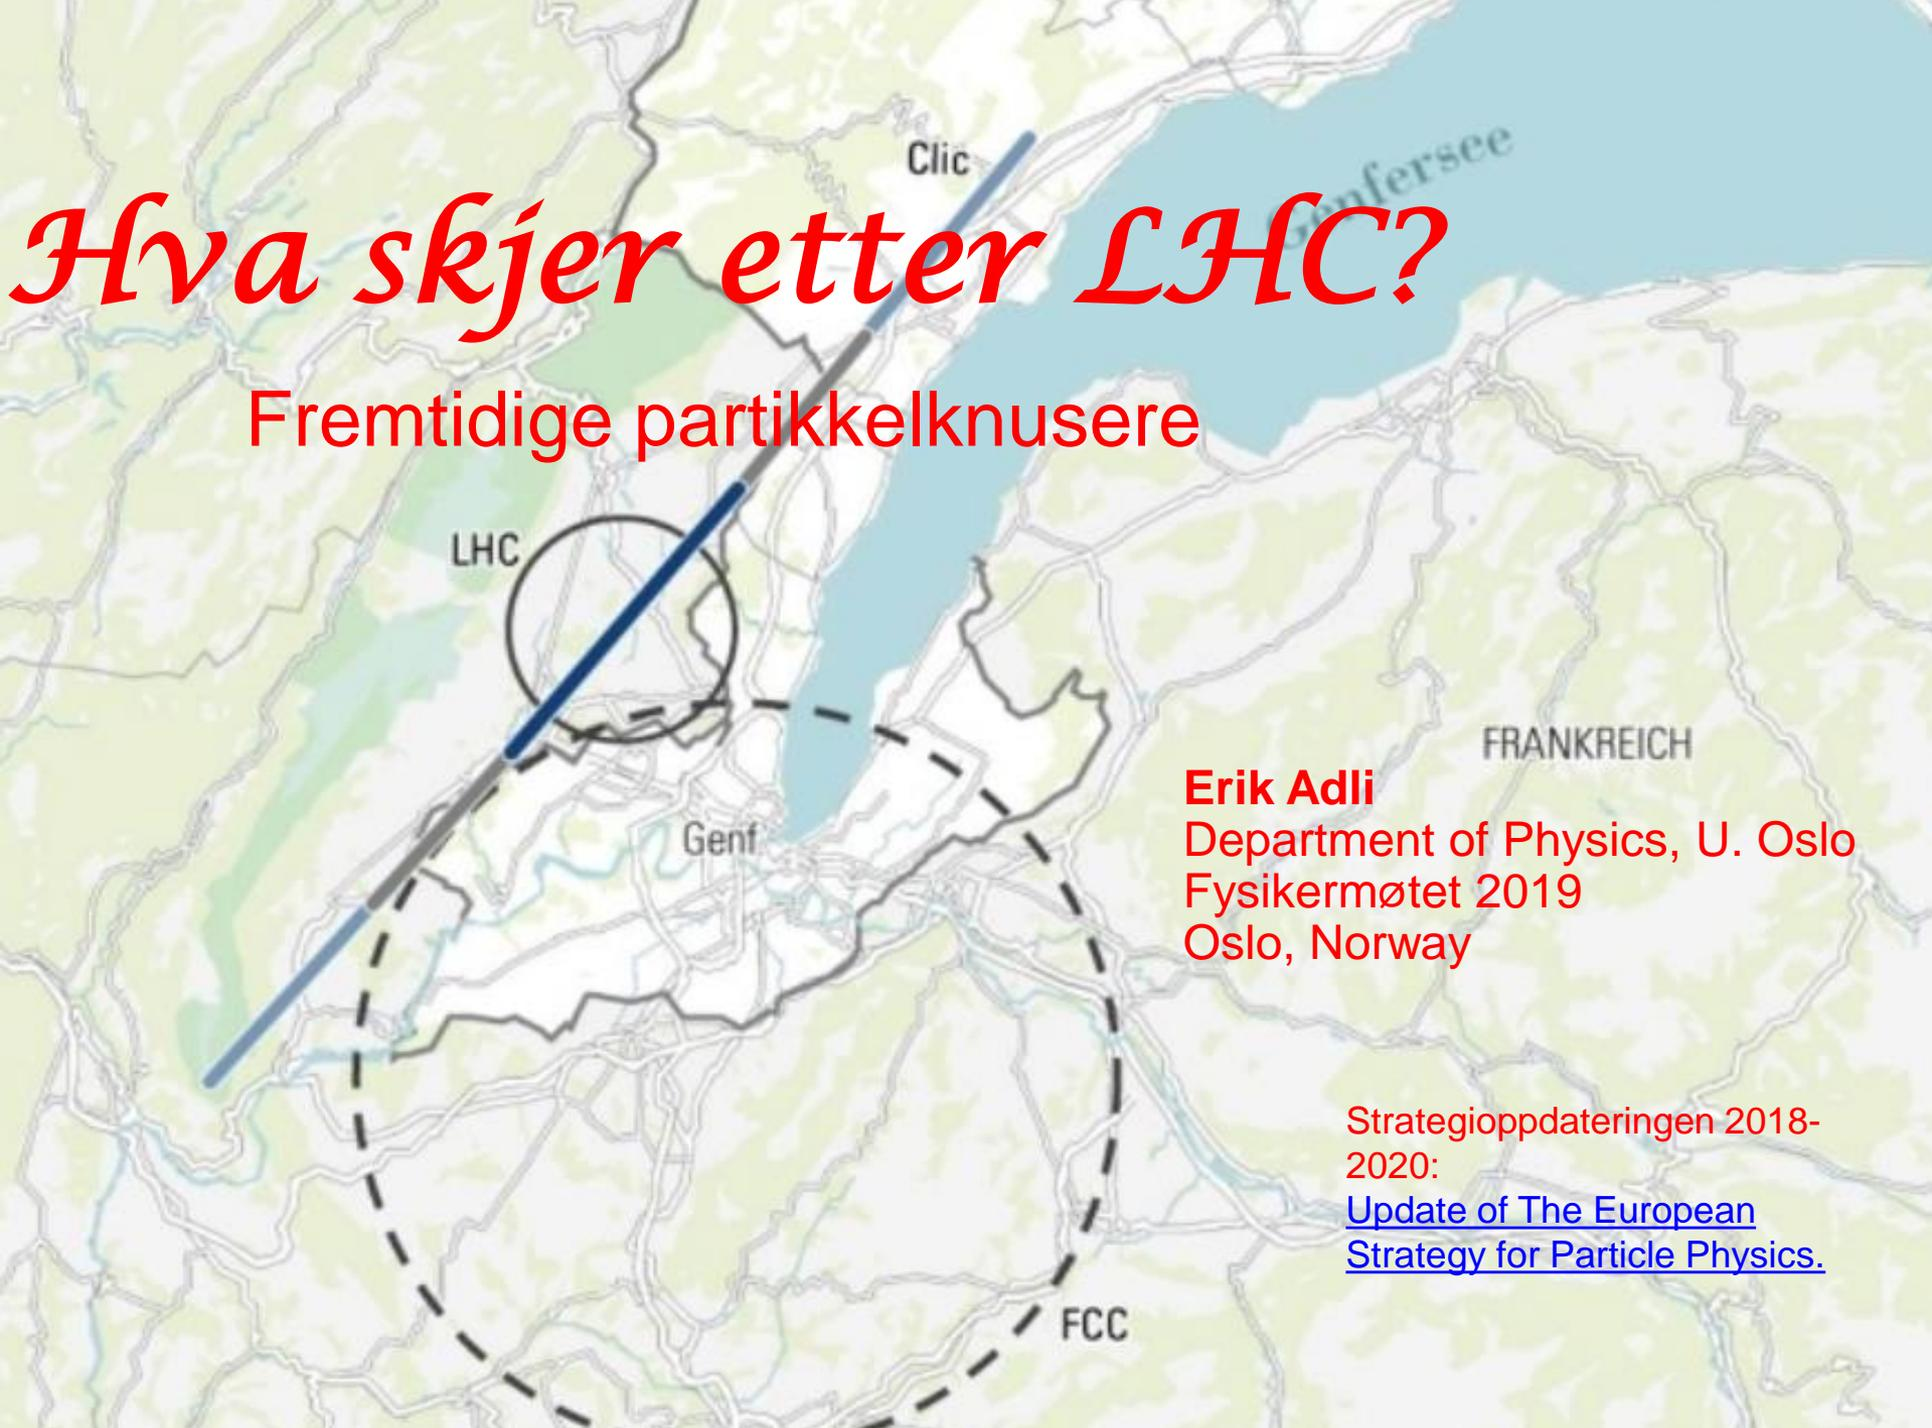 Clic
Genfersee
Hva skjer etter LHC?
Fremtidige partikkelknusere
LHC
FRANKREICH
Erik Adli
Genf
Department of Physics, U. Oslo
Fysikermøtet 2019
Oslo, Norway
Strategioppdateringen 2018-
2020:
Update of The European
Strategy for Particle Physics.
FCC